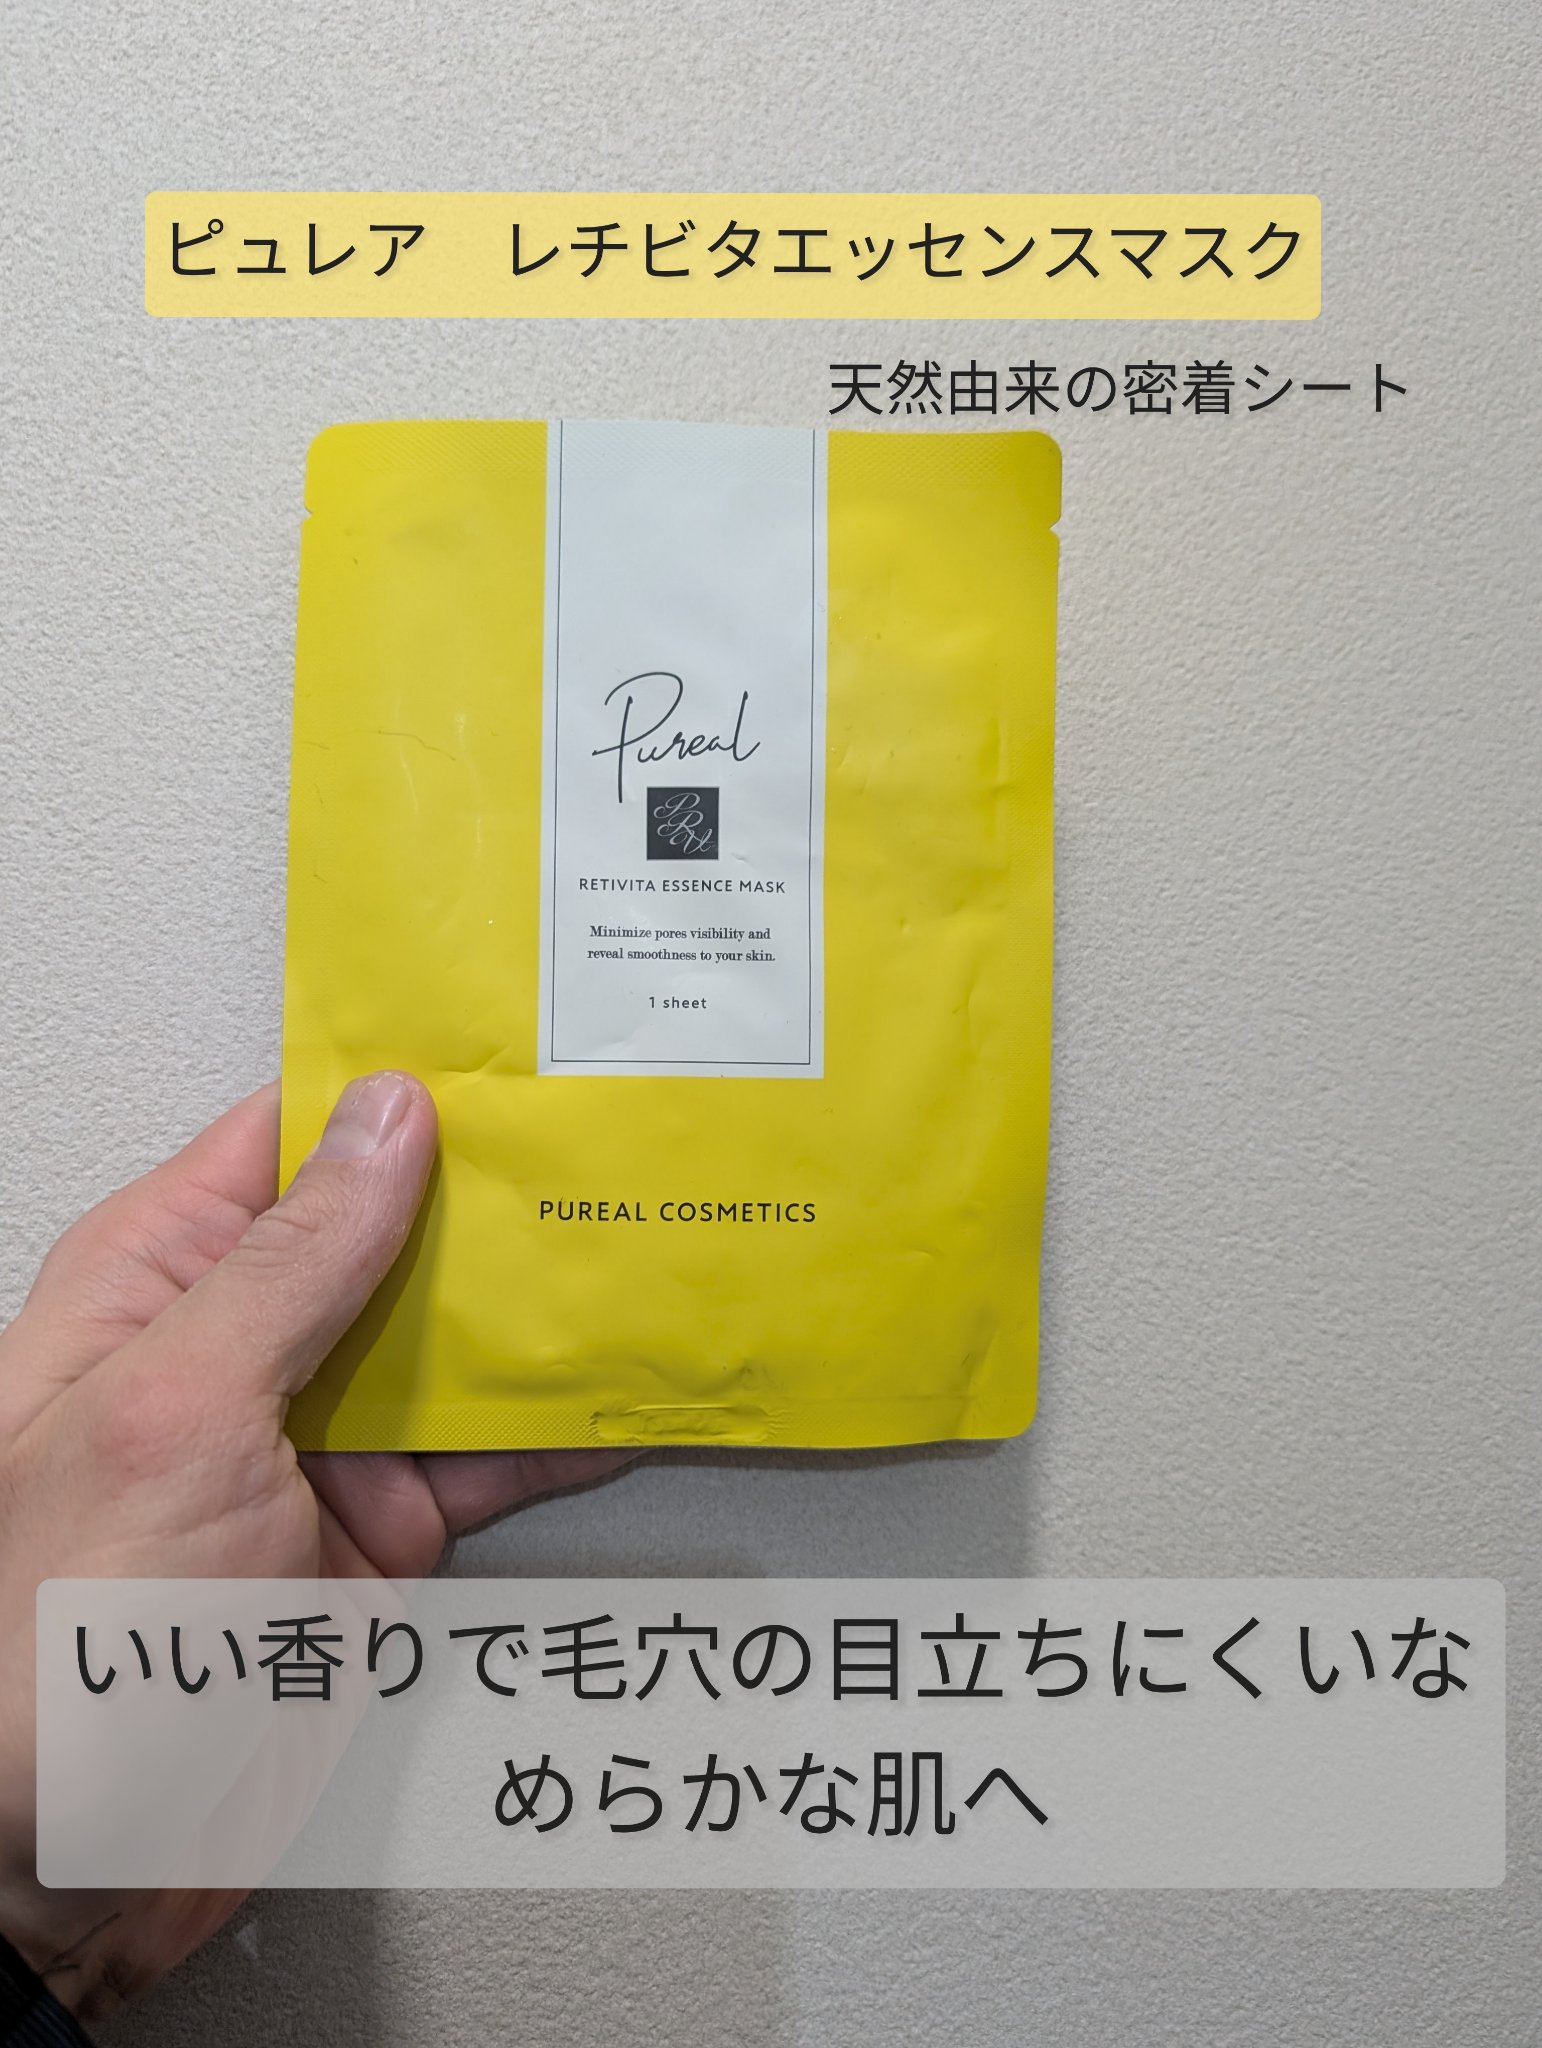 ピュレア　レチビタエッセンスマスク
天然由来の密着シート
Pureal
PRV
RETIVITA ESSENCE MASK
Minimize pores visibility and
reveal smoothness to your skin.
1 sheet
PUREAL COSMETICS
いい香りで毛穴の目立ちにくいな
めらかな肌へ